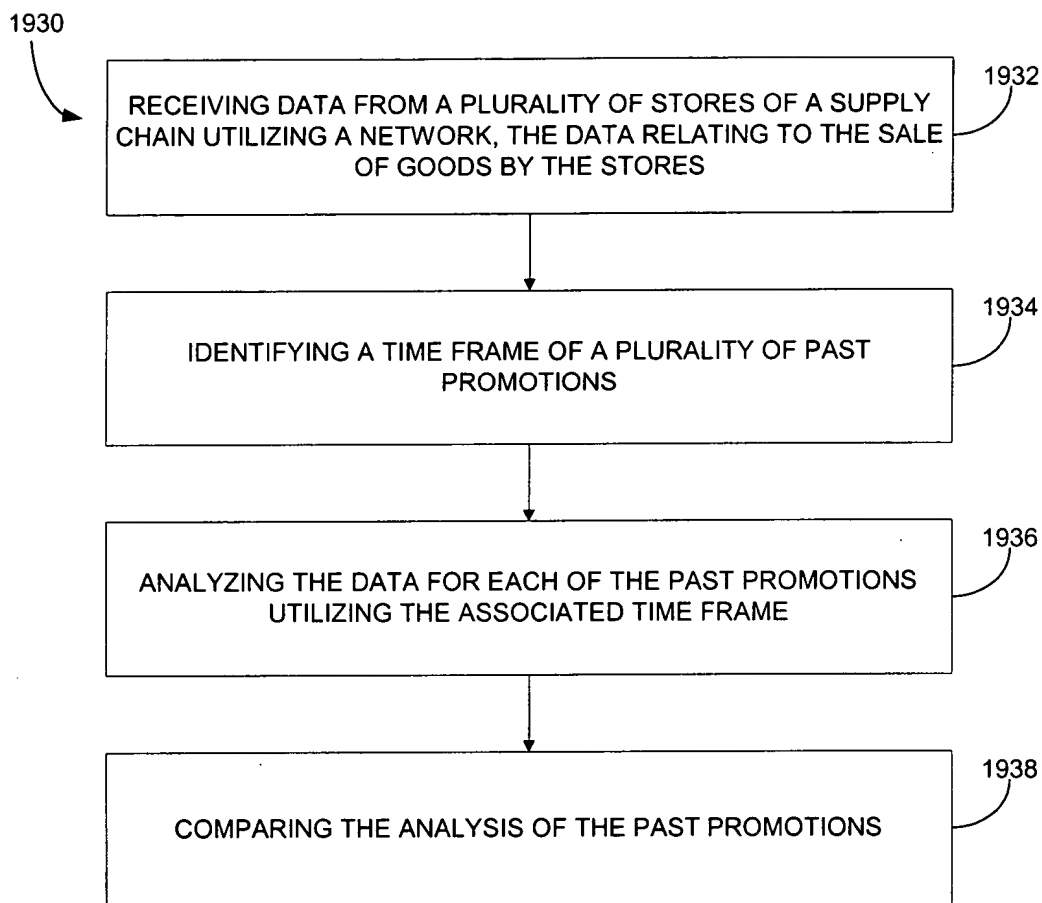 1930
1932
RECEIVING DATA FROM A PLURALITY OF STORES OF A SUPPLY
CHAIN UTILIZING A NETWORK, THE DATA RELATING TO THE SALE
OF GOODS BY THE STORES
1934
IDENTIFYING A TIME FRAME OF A PLURALITY OF PAST
PROMOTIONS
1936
ANALYZING THE DATA FOR EACH OF THE PAST PROMOTIONS
UTILIZING THE ASSOCIATED TIME FRAME
1938
COMPARING THE ANALYSIS OF THE PAST PROMOTIONS